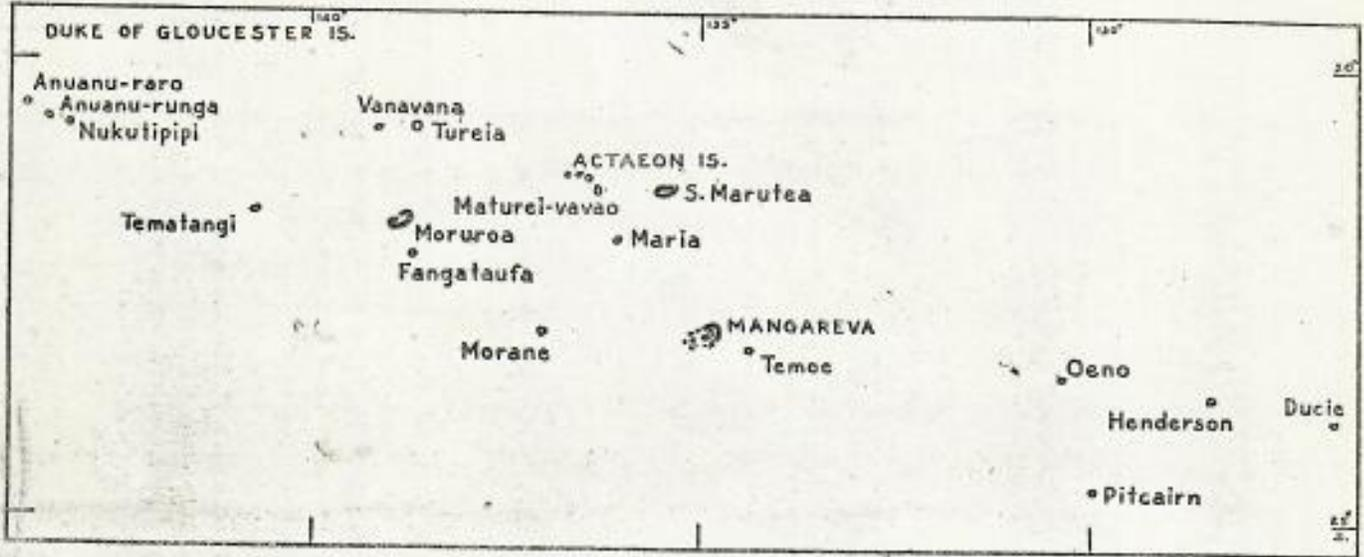 140°
135°
130°
DUKE OF GLOUCESTER IS.
20°
Anuanu-raro
Anuanu-runga
Nukutipipi
Vanavana
Tureia
ACTAEON IS.
S. Marutea
Maturei-vavao
Tematangi
Moruroa
Maria
Fangataufa
MANGAREVA
Morane
Temoe
Oeno
Henderson
Ducie
Pitcairn
25°
S.